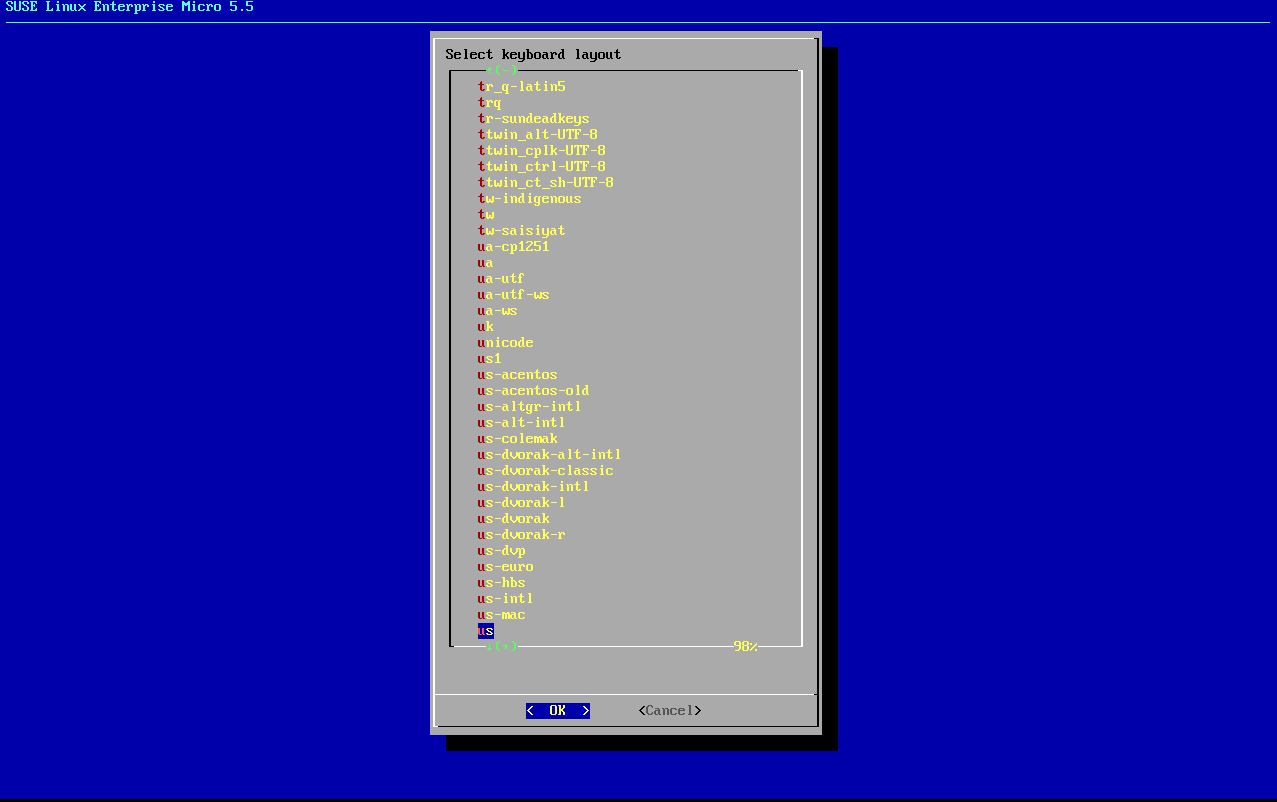 SUSE Linux Enterprise Micro 5.5
Select keyboard layout
↑(-)
tr_q-latin5
trq
tr-sundeadkeys
ttwin_alt-UTF-8
ttwin_cplk-UTF-8
ttwin_ctrl-UTF-8
ttwin_ct_sh-UTF-8
tw-indigenous
tw
tw-saisiyat
ua-cp1251
ua
ua-utf
ua-utf-ws
ua-ws
uk
unicode
us1
us-acentos
us-acentos-old
us-altgr-intl
us-alt-intl
us-colemak
us-dvorak-alt-intl
us-dvorak-classic
us-dvorak-intl
us-dvorak-l
us-dvorak
us-dvorak-r
us-dvp
us-euro
us-hbs
us-intl
us-mac
us
↓(+) 98%
< OK > <Cancel>